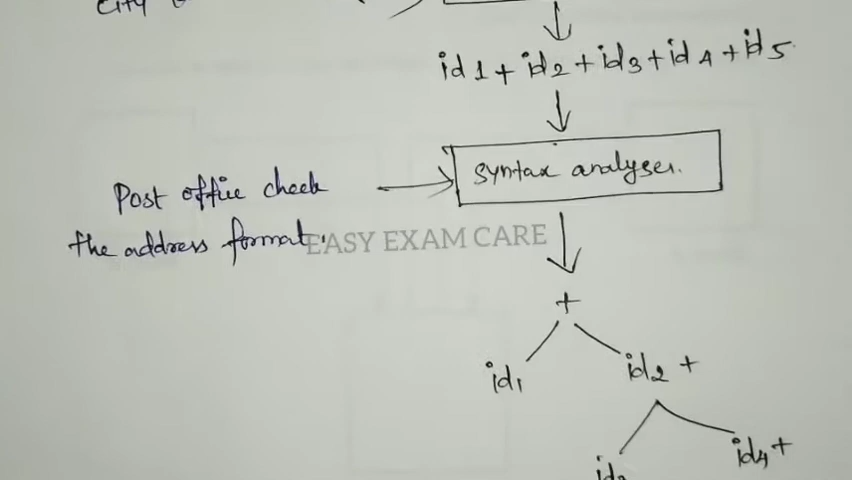 City
id1 + id2 + id3 + id4 + id5
Syntax analyser.
Post office check
the address format.
EASY EXAM CARE
+
id1
id2 +
id4 +